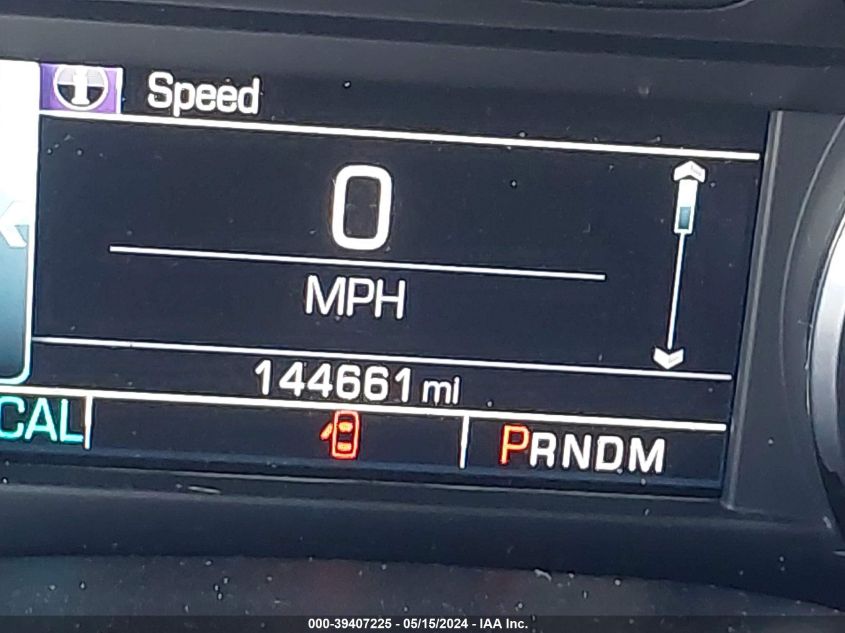 Speed
0
MPH
144661 mi
CAL
PRNDM
000-39407225 - 05/15/2024 - IAA Inc.